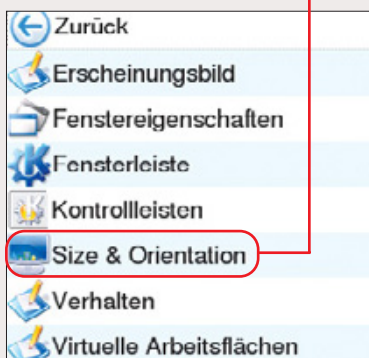 Zurück
Erscheinungsbild
Fenstereigenschaften
Fensterleiste
Kontrollleisten
Size & Orientation
Verhalten
Virtuelle Arbeitsflächen